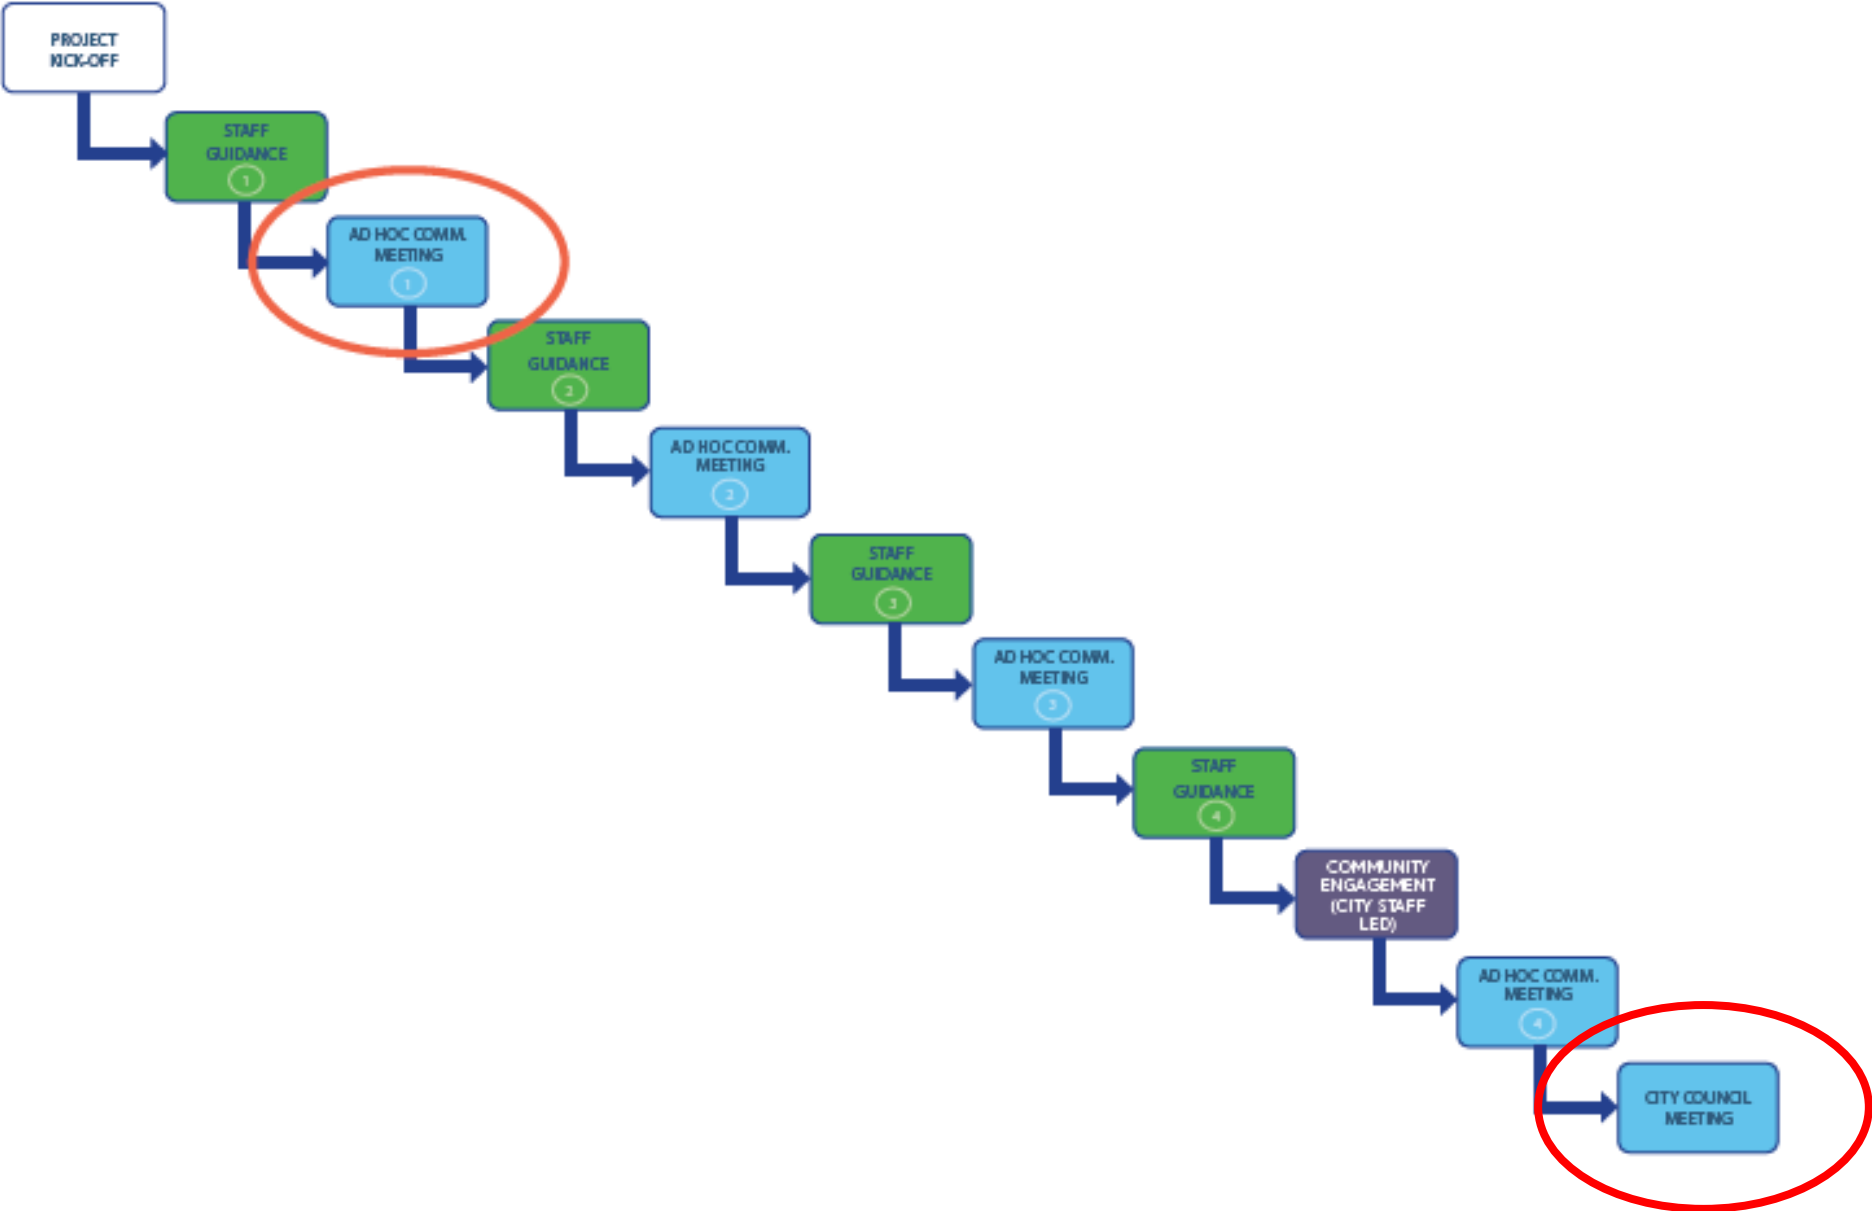 PROJECT
KICK-OFF
STAFF
GUIDANCE
1
AD HOC COMM.
MEETING
1
STAFF
GUIDANCE
2
AD HOC COMM.
MEETING
2
STAFF
GUIDANCE
3
AD HOC COMM.
MEETING
3
STAFF
GUIDANCE
4
COMMUNITY
ENGAGEMENT
(CITY STAFF
LED)
AD HOC COMM.
MEETING
4
CITY COUNCIL
MEETING